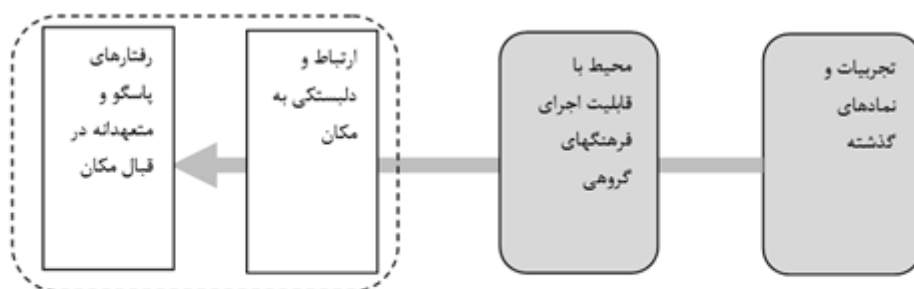 تجربیات و
نمادهای
گذشته
محیط با
قابلیت اجرای
فرهنگهای
گروهی
ارتباط و
دلبستگی به
مکان
رفتارهای
پاسگو و
متعهدانه در
قبال مکان